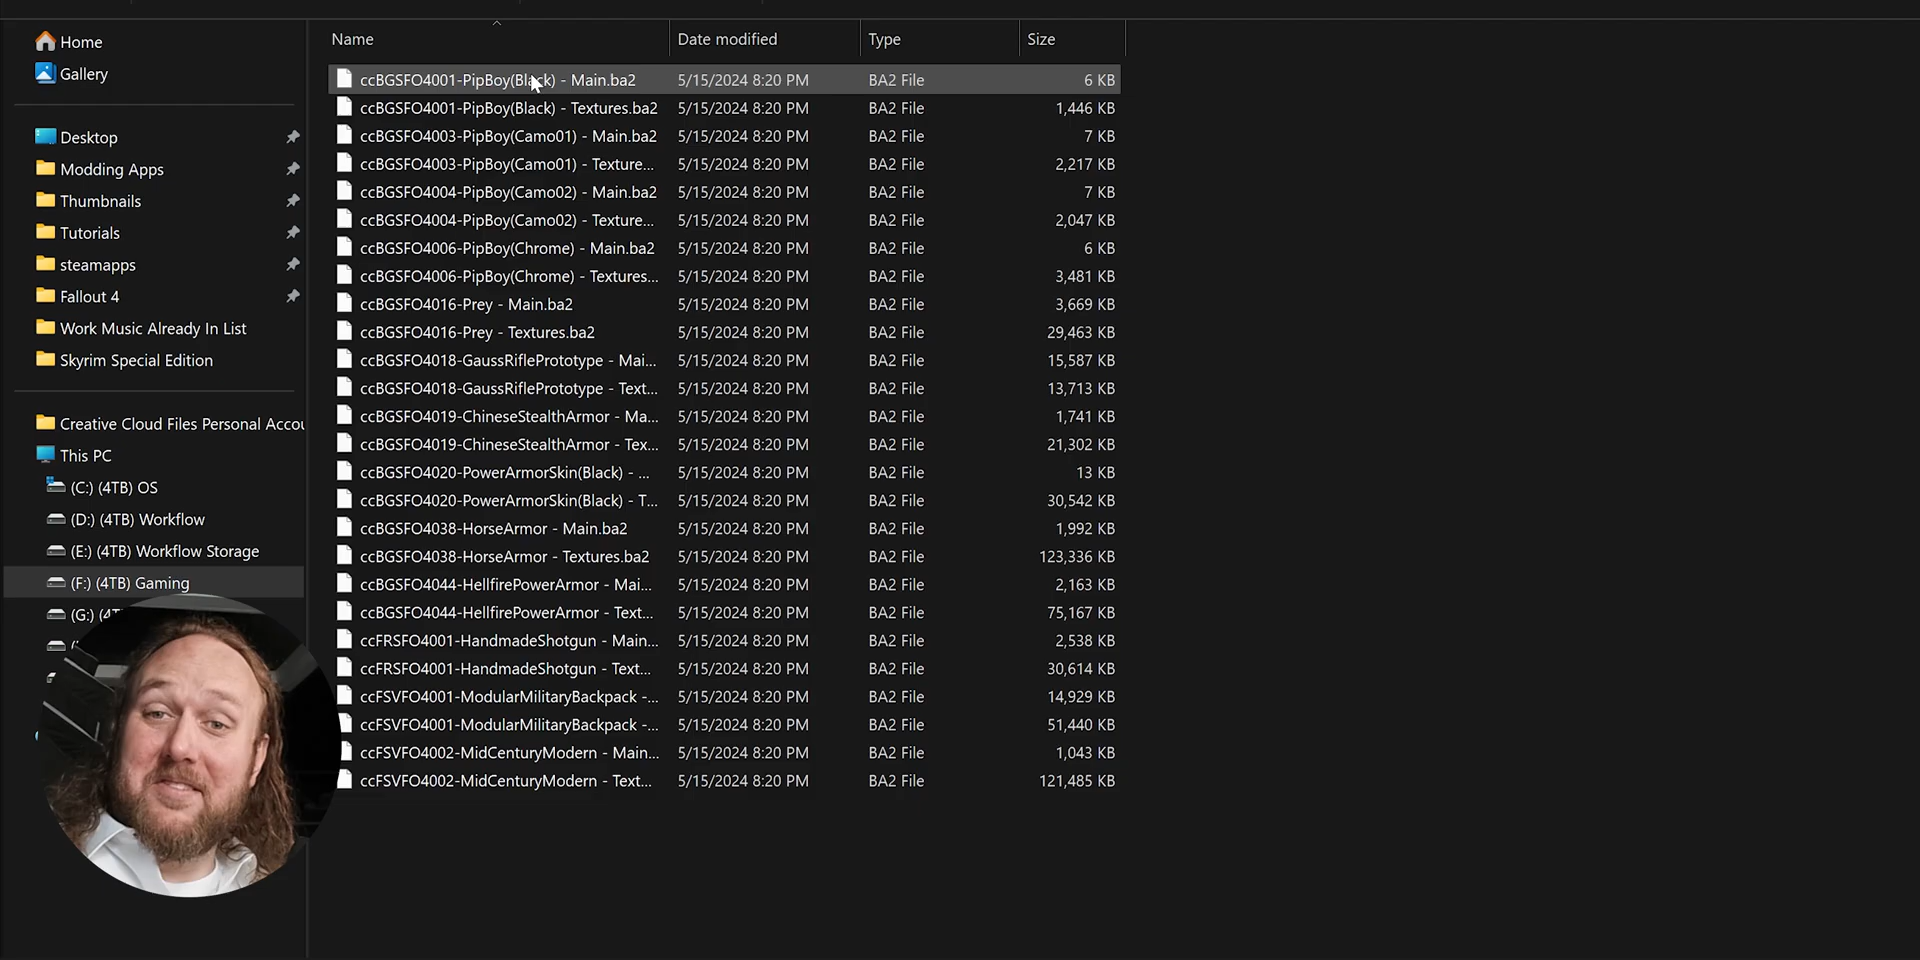 Home
Gallery
Desktop
Modding Apps
Thumbnails
Tutorials
steamapps
Fallout 4
Work Music Already In List
Skyrim Special Edition
Creative Cloud Files Personal Accou
This PC
(C:) (4TB) OS
(D:) (4TB) Workflow
(E:) (4TB) Workflow Storage
(F:) (4TB) Gaming
(G:) (4T
Name Date modified Type Size
ccBGSFO4001-PipBoy(Black) - Main.ba2 5/15/2024 8:20 PM BA2 File 6 KB
ccBGSFO4001-PipBoy(Black) - Textures.ba2 5/15/2024 8:20 PM BA2 File 1,446 KB
ccBGSFO4003-PipBoy(Camo01) - Main.ba2 5/15/2024 8:20 PM BA2 File 7 KB
ccBGSFO4003-PipBoy(Camo01) - Texture... 5/15/2024 8:20 PM BA2 File 2,217 KB
ccBGSFO4004-PipBoy(Camo02) - Main.ba2 5/15/2024 8:20 PM BA2 File 7 KB
ccBGSFO4004-PipBoy(Camo02) - Texture... 5/15/2024 8:20 PM BA2 File 2,047 KB
ccBGSFO4006-PipBoy(Chrome) - Main.ba2 5/15/2024 8:20 PM BA2 File 6 KB
ccBGSFO4006-PipBoy(Chrome) - Textures... 5/15/2024 8:20 PM BA2 File 3,481 KB
ccBGSFO4016-Prey - Main.ba2 5/15/2024 8:20 PM BA2 File 3,669 KB
ccBGSFO4016-Prey - Textures.ba2 5/15/2024 8:20 PM BA2 File 29,463 KB
ccBGSFO4018-GaussRiflePrototype - Mai... 5/15/2024 8:20 PM BA2 File 15,587 KB
ccBGSFO4018-GaussRiflePrototype - Text... 5/15/2024 8:20 PM BA2 File 13,713 KB
ccBGSFO4019-ChineseStealthArmor - Ma... 5/15/2024 8:20 PM BA2 File 1,741 KB
ccBGSFO4019-ChineseStealthArmor - Tex... 5/15/2024 8:20 PM BA2 File 21,302 KB
ccBGSFO4020-PowerArmorSkin(Black) - ... 5/15/2024 8:20 PM BA2 File 13 KB
ccBGSFO4020-PowerArmorSkin(Black) - T... 5/15/2024 8:20 PM BA2 File 30,542 KB
ccBGSFO4038-HorseArmor - Main.ba2 5/15/2024 8:20 PM BA2 File 1,992 KB
ccBGSFO4038-HorseArmor - Textures.ba2 5/15/2024 8:20 PM BA2 File 123,336 KB
ccBGSFO4044-HellfirePowerArmor - Mai... 5/15/2024 8:20 PM BA2 File 2,163 KB
ccBGSFO4044-HellfirePowerArmor - Text... 5/15/2024 8:20 PM BA2 File 75,167 KB
ccFRSFO4001-HandmadeShotgun - Main... 5/15/2024 8:20 PM BA2 File 2,538 KB
ccFRSFO4001-HandmadeShotgun - Text... 5/15/2024 8:20 PM BA2 File 30,614 KB
ccFSVFO4001-ModularMilitaryBackpack -... 5/15/2024 8:20 PM BA2 File 14,929 KB
ccFSVFO4001-ModularMilitaryBackpack -... 5/15/2024 8:20 PM BA2 File 51,440 KB
ccFSVFO4002-MidCenturyModern - Main... 5/15/2024 8:20 PM BA2 File 1,043 KB
ccFSVFO4002-MidCenturyModern - Text... 5/15/2024 8:20 PM BA2 File 121,485 KB